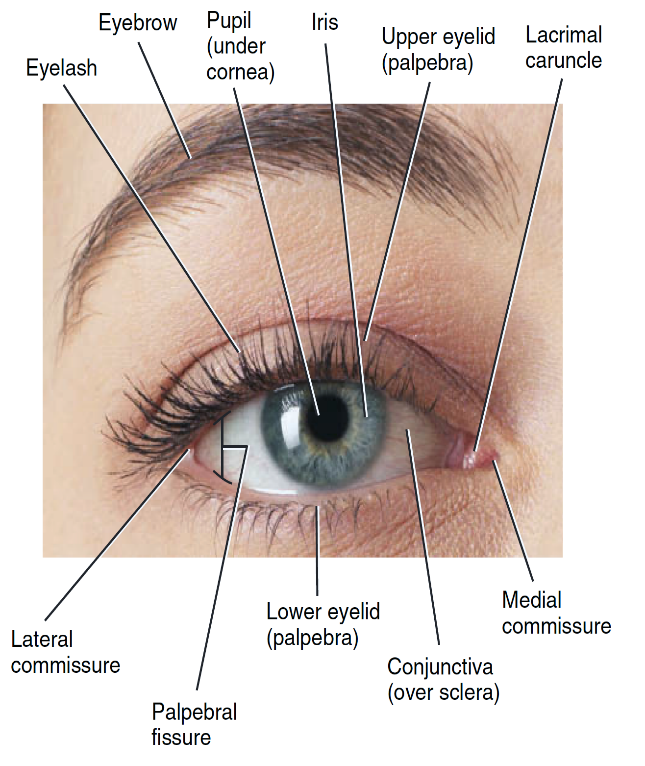 Eyebrow
Pupil
(under
cornea)
Iris
Upper eyelid
(palpebra)
Lacrimal
caruncle
Eyelash
Lateral
commissure
Palpebral
fissure
Lower eyelid
(palpebra)
Conjunctiva
(over sclera)
Medial
commissure